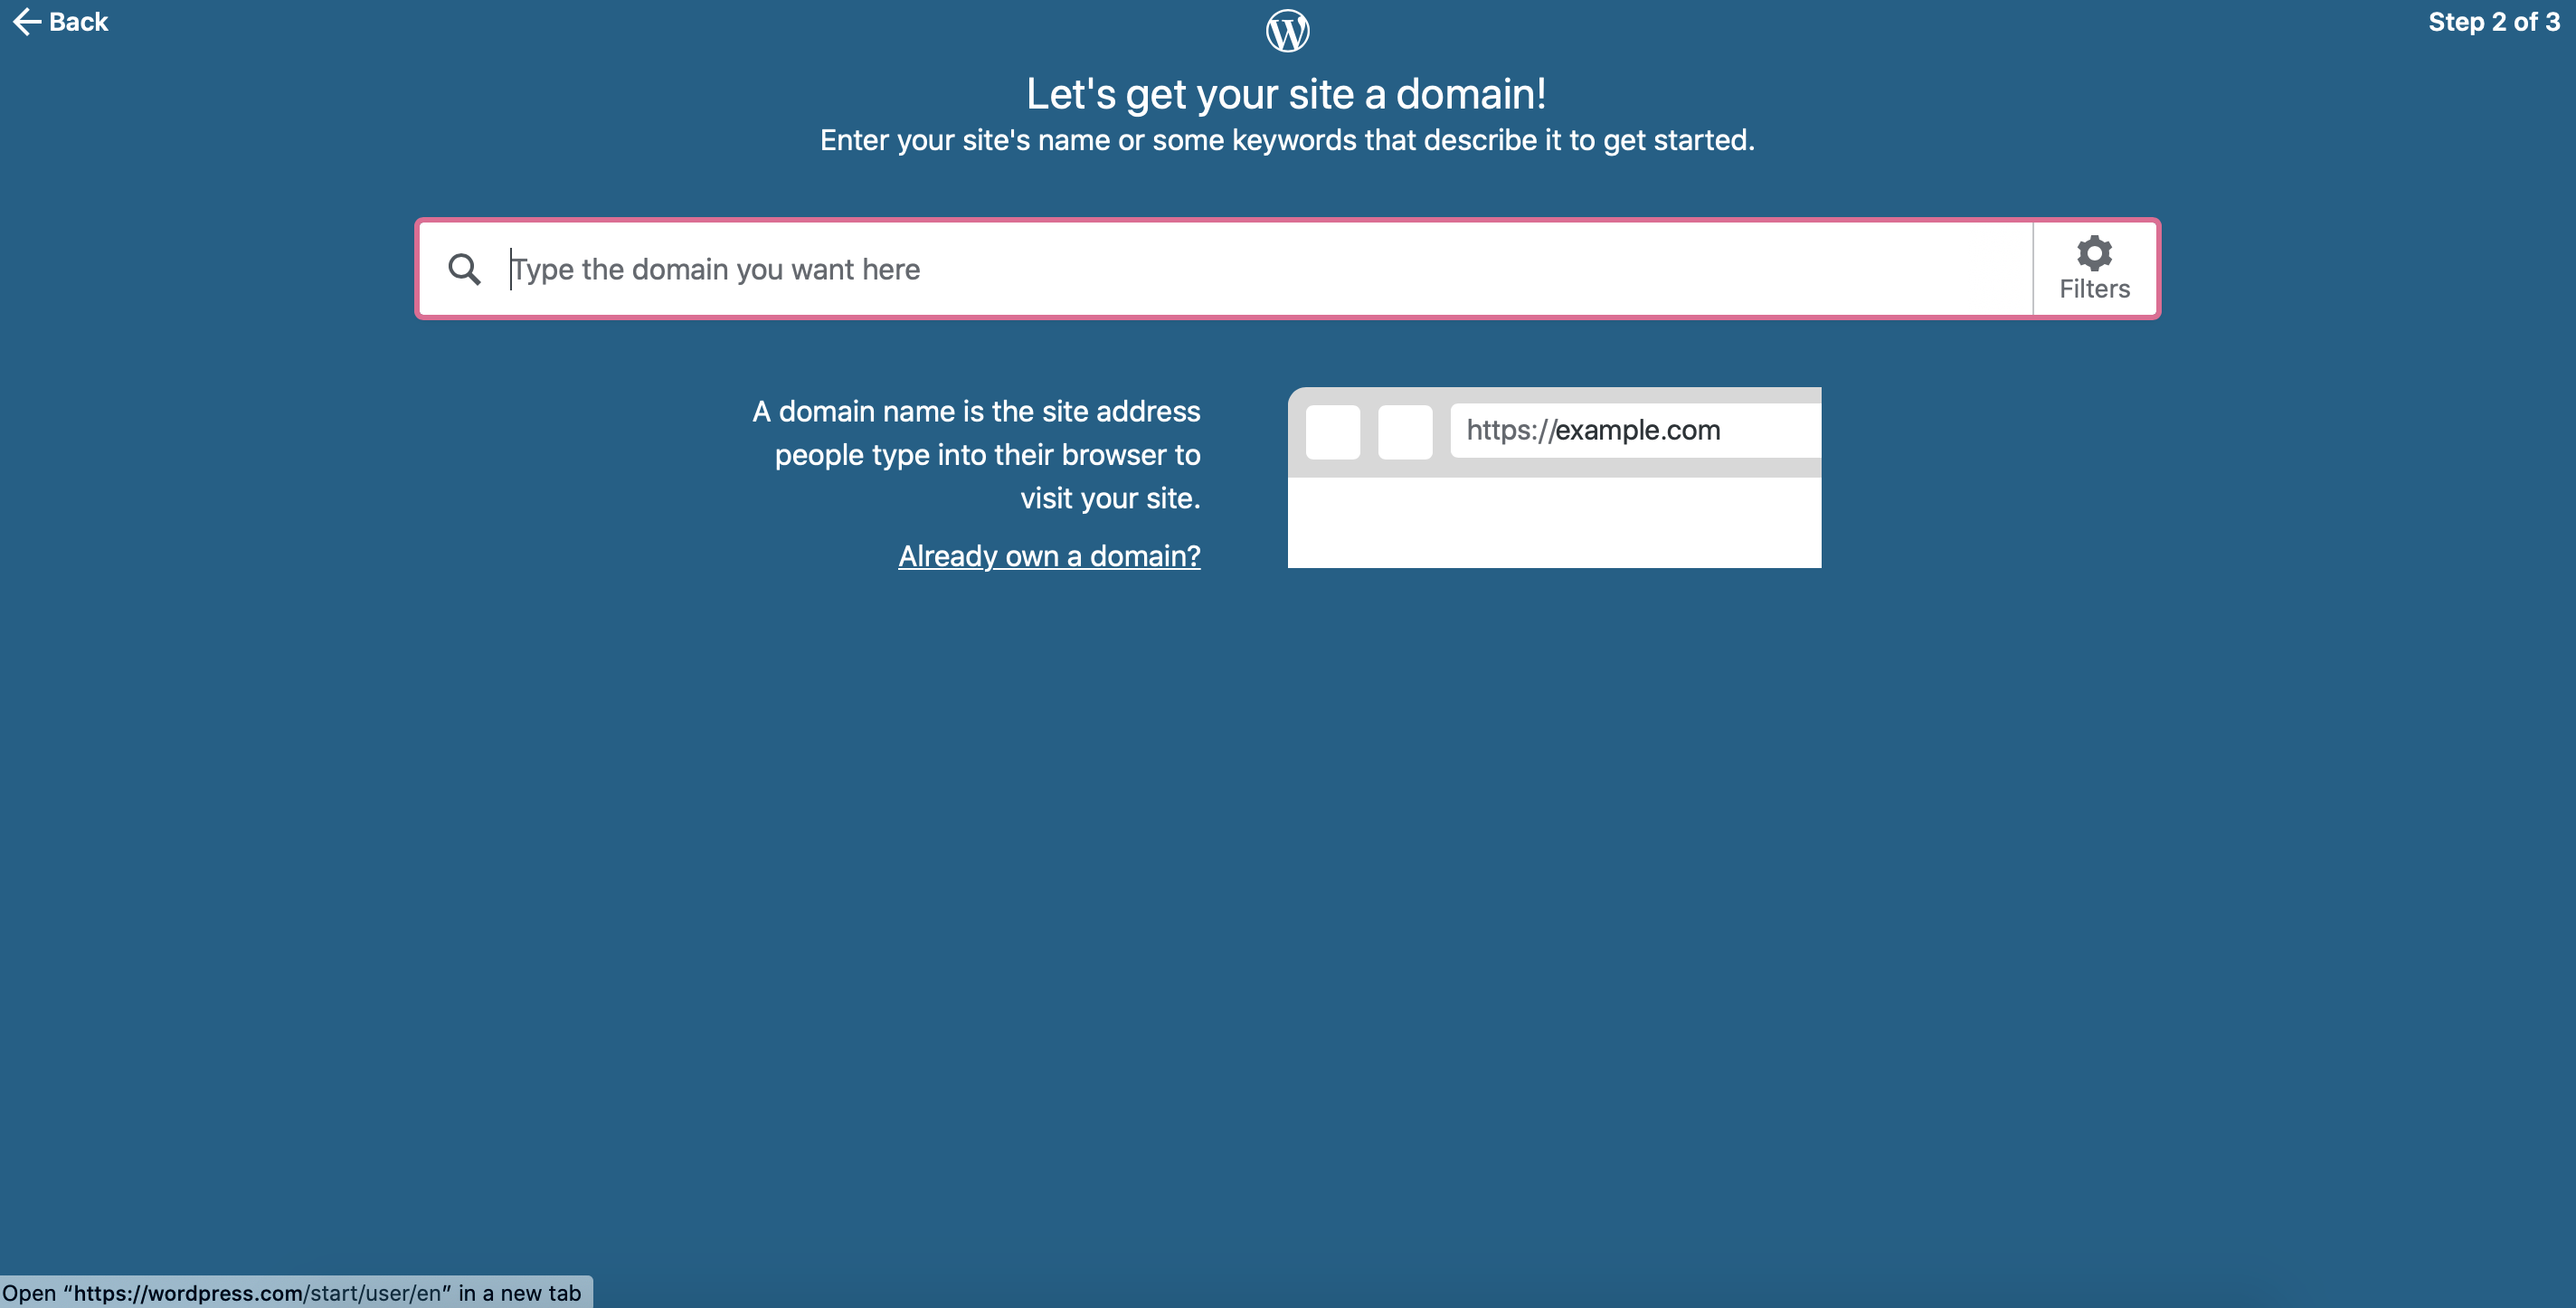 Back
Step 2 of 3
Let's get your site a domain!
Enter your site's name or some keywords that describe it to get started.
Type the domain you want here
Filters
A domain name is the site address
people type into their browser to
visit your site.
Already own a domain?
https://example.com
Open “https://wordpress.com/start/user/en” in a new tab